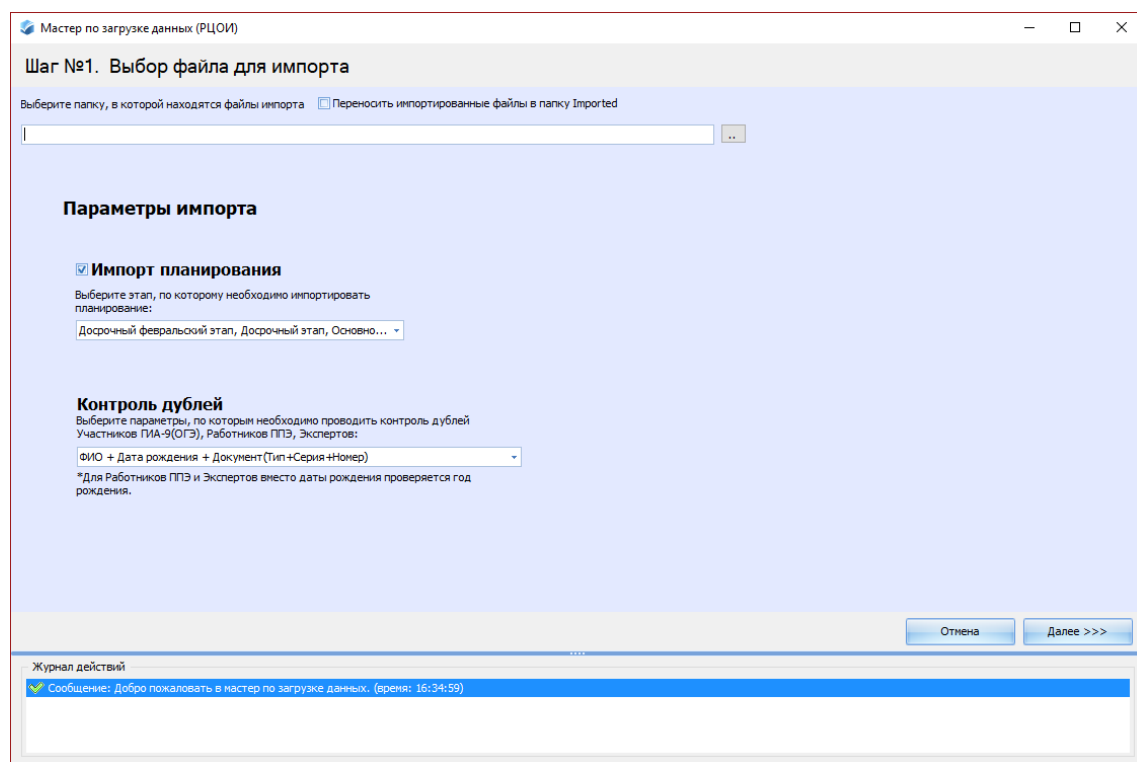 Мастер по загрузке данных (РЦОИ)
Шаг №1. Выбор файла для импорта
Выберите папку, в которой находятся файлы импорта Переносить импортированные файлы в папку Imported
..
Параметры импорта
Импорт планирования
Выберите этап, по которому необходимо импортировать
планирование:
Досрочный февральский этап, Досрочный этап, Основно...
Контроль дублей
Выберите параметры, по которым необходимо проводить контроль дублей
Участников ГИА-9(ОГЭ), Работников ППЭ, Экспертов:
ФИО + Дата рождения + Документ(Тип+Серия+Номер)
*Для Работников ППЭ и Экспертов вместо даты рождения проверяется год
рождения.
Отмена Далее >>>
Журнал действий
Сообщение: Добро пожаловать в мастер по загрузке данных. (время: 16:34:59)